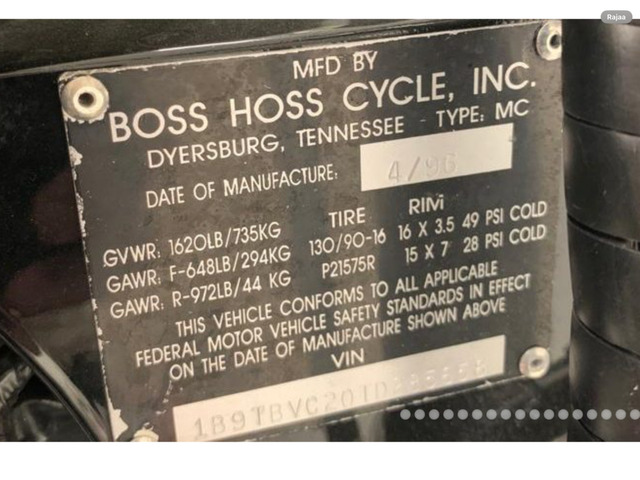 Rajaa
MFD BY
BOSS HOSS CYCLE, INC.
DYERSBURG, TENNESSEE TYPE: MC
DATE OF MANUFACTURE: 4/96
TIRE RIM
GVWR: 1620LB/735KG
GAWR: F-648LB/294KG 130/90-16 16 X 3.5 49 PSI COLD
GAWR: R-972LB/44 KG P21575R 15 X 7 28 PSI COLD
THIS VEHICLE CONFORMS TO ALL APPLICABLE
FEDERAL MOTOR VEHICLE SAFETY STANDARDS IN EFFECT
ON THE DATE OF MANUFACTURE SHOWN ABOVE
VIN